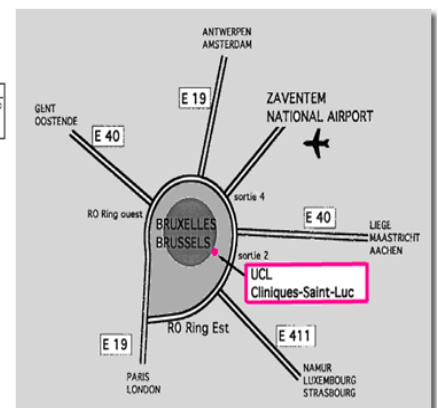 ANTWERPEN
AMSTERDAM
E 19
ZAVENTEM
NATIONAL AIRPORT
GENT
OOSTENDE
E 40
sortie 4
RO Ring ouest
BRUXELLES
BRUSSELS
E 40
LIEGE
MAASTRICHT
AACHEN
sortie 2
UCL
Cliniques-Saint-Luc
RO Ring Est
E 19
E 411
PARIS
LONDON
NAMUR
LUXEMBOURG
STRASBOURG